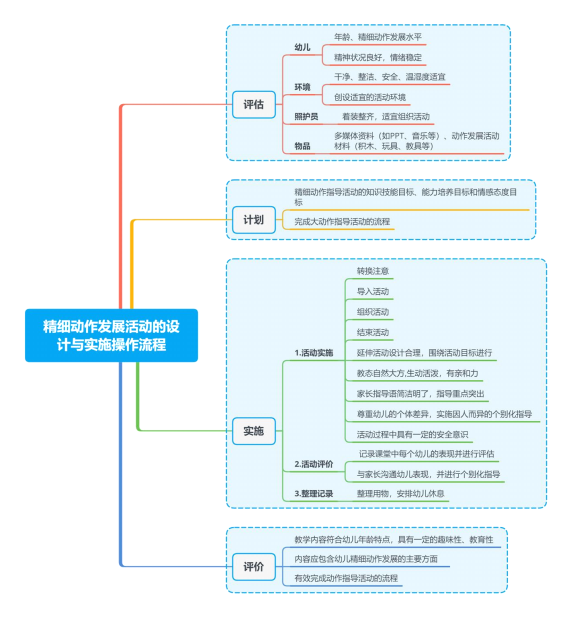 精细动作发展活动的设
计与实施操作流程
评估
幼儿
年龄、精细动作发展水平
精神状况良好，情绪稳定
环境
干净、整洁、安全、温湿度适宜
创设适宜的活动环境
照护员
着装整齐，适宜组织活动
物品
多媒体资料（如PPT、音乐等）、动作发展活动
材料（积木、玩具、教具等）
计划
精细动作指导活动的知识技能目标、能力培养目标和情感态度目
标
完成大动作指导活动的流程
实施
1.活动实施
转换注意
导入活动
组织活动
结束活动
延伸活动设计合理，围绕活动目标进行
教态自然大方,生动活泼，有亲和力
家长指导语简洁明了，指导重点突出
尊重幼儿的个体差异，实施因人而异的个别化指导
活动过程中具有一定的安全意识
2.活动评价
记录课堂中每个幼儿的表现并进行评估
与家长沟通幼儿表现，并进行个别化指导
3.整理记录
整理用物，安排幼儿休息
评价
教学内容符合幼儿年龄特点，具有一定的趣味性、教育性
内容应包含幼儿精细动作发展的主要方面
有效完成动作指导活动的流程